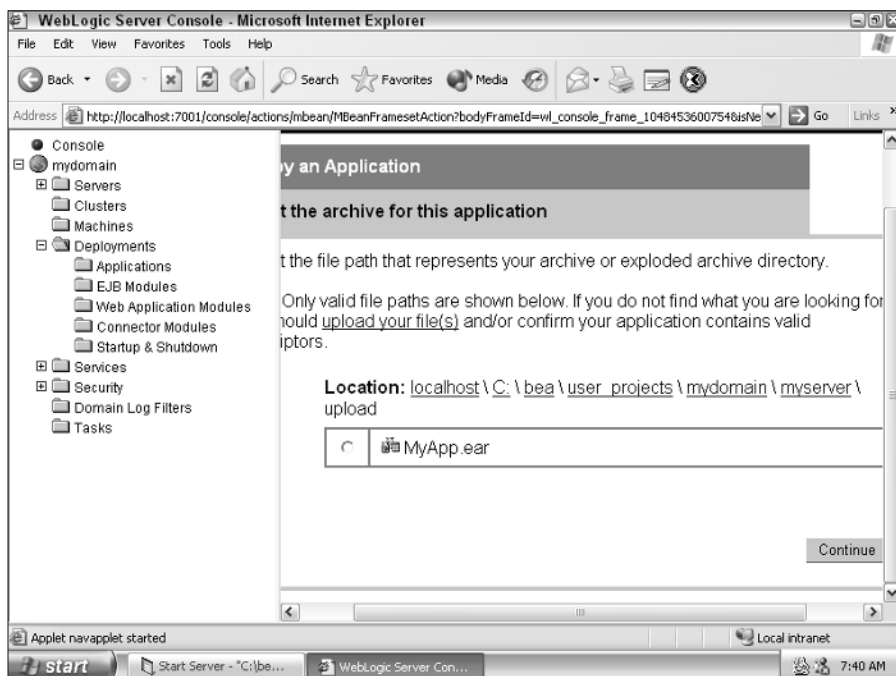 WebLogic Server Console - Microsoft Internet Explorer
File Edit View Favorites Tools Help
Back Search Favorites Media
Address http://localhost:7001/console/actions/mbean/MBeanFramesetAction?bodyFrameId=wl_console_frame_1048453600754&isNe Go Links »
Console
mydomain
Servers
Clusters
Machines
Deployments
Applications
EJB Modules
Web Application Modules
Connector Modules
Startup & Shutdown
Services
Security
Domain Log Filters
Tasks
y an Application
t the archive for this application
t the file path that represents your archive or exploded archive directory.
Only valid file paths are shown below. If you do not find what you are looking for
hould upload your file(s) and/or confirm your application contains valid
iptors.
Location: localhost \ C: \ bea \ user_projects \ mydomain \ myserver \
upload
MyApp.ear
Continue
Applet navapplet started
Local intranet
start Start Server - "C:\be... WebLogic Server Con... 7:40 AM